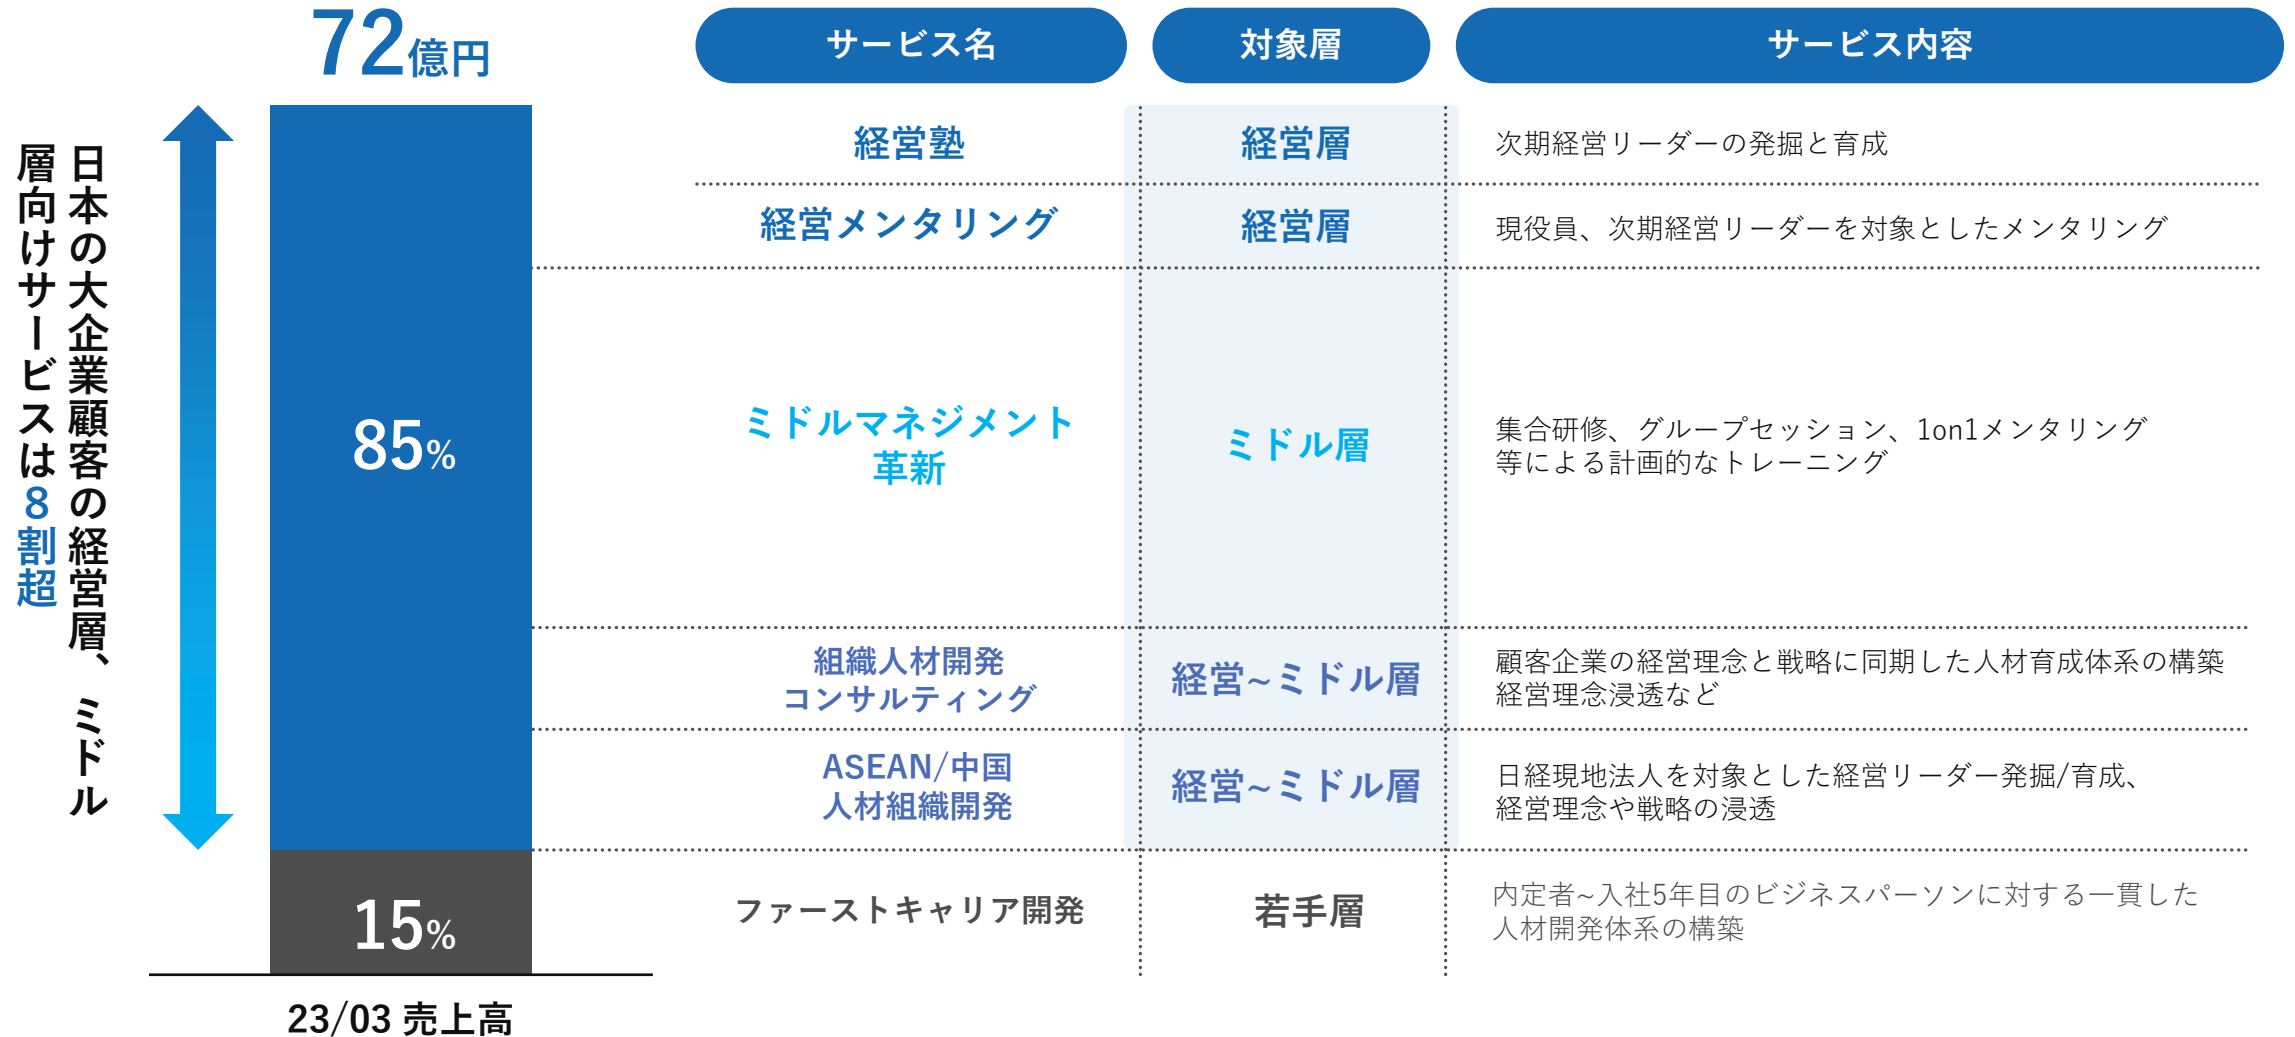 日本の大企業顧客の経営層、ミドル
層向けサービスは8割超
72億円
85%
15%
23/03 売上高
サービス名
対象層
サービス内容
経営塾
経営層
次期経営リーダーの発掘と育成
経営メンタリング
経営層
現役員、次期経営リーダーを対象としたメンタリング
ミドルマネジメント
革新
ミドル層
集合研修、グループセッション、1on1メンタリング
等による計画的なトレーニング
組織人材開発
コンサルティング
経営~ミドル層
顧客企業の経営理念と戦略に同期した人材育成体系の構築
経営理念浸透など
ASEAN/中国
人材組織開発
経営~ミドル層
日経現地法人を対象とした経営リーダー発掘/育成、
経営理念や戦略の浸透
ファーストキャリア開発
若手層
内定者~入社5年目のビジネスパーソンに対する一貫した
人材開発体系の構築